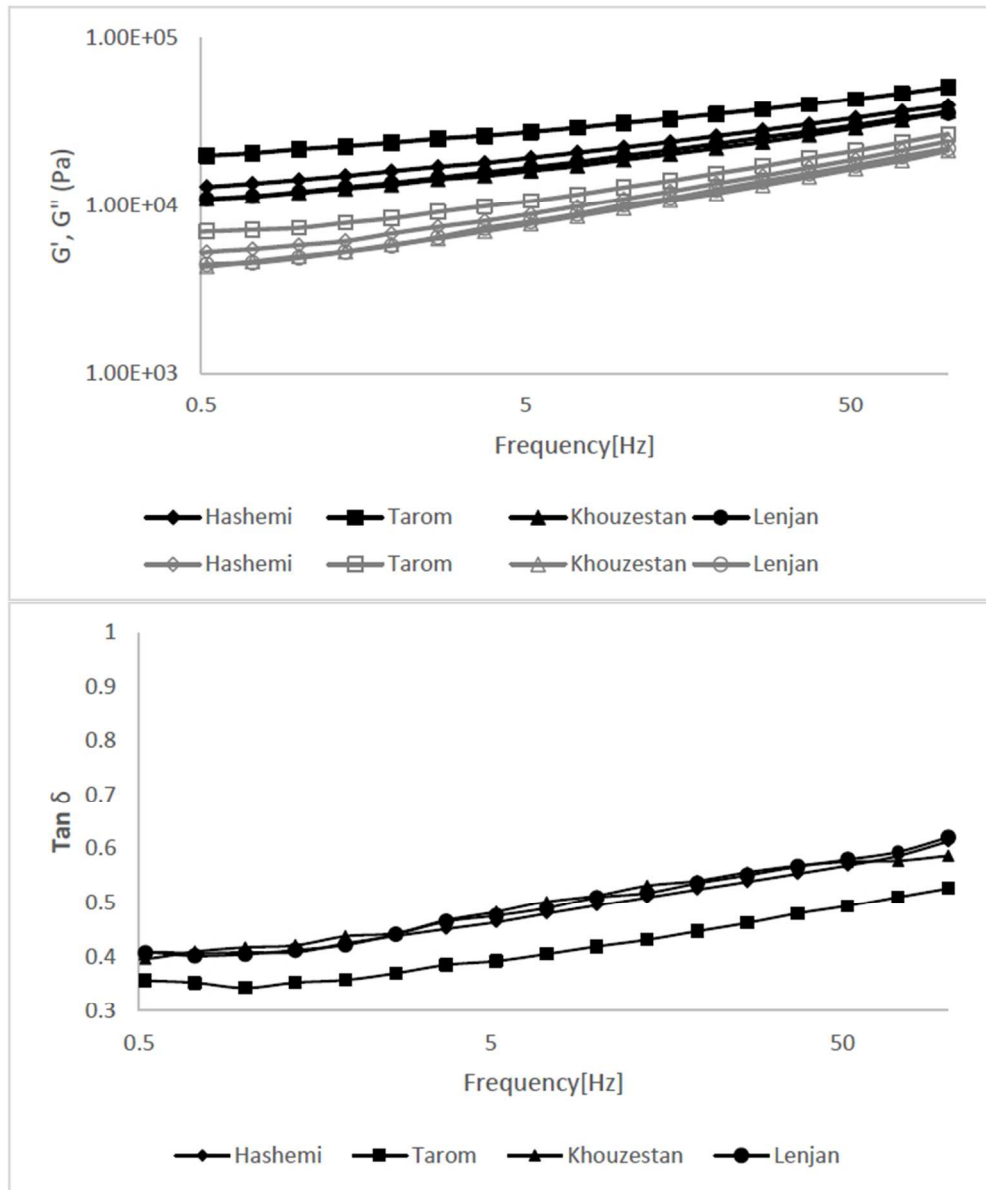 1.00E+05
1.00E+04
1.00E+03
G', G'' (Pa)
0.5 5 50
Frequency[Hz]
Hashemi Tarom Khouzestan Lenjan
Hashemi Tarom Khouzestan Lenjan
1
0.9
0.8
0.7
0.6
0.5
0.4
0.3
Tan δ
0.5 5 50
Frequency[Hz]
Hashemi Tarom Khouzestan Lenjan